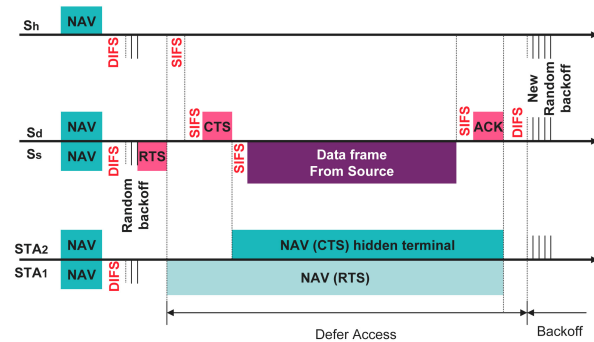 Sh
NAV
DIFS
SIFS
New
Random
backoff
Sd
NAV
SIFS
CTS
SIFS
ACK
DIFS
Ss
NAV
DIFS
RTS
SIFS
Data frame
From Source
Random
backoff
STA2
NAV
NAV (CTS) hidden terminal
STA1
NAV
DIFS
NAV (RTS)
Defer Access
Backoff